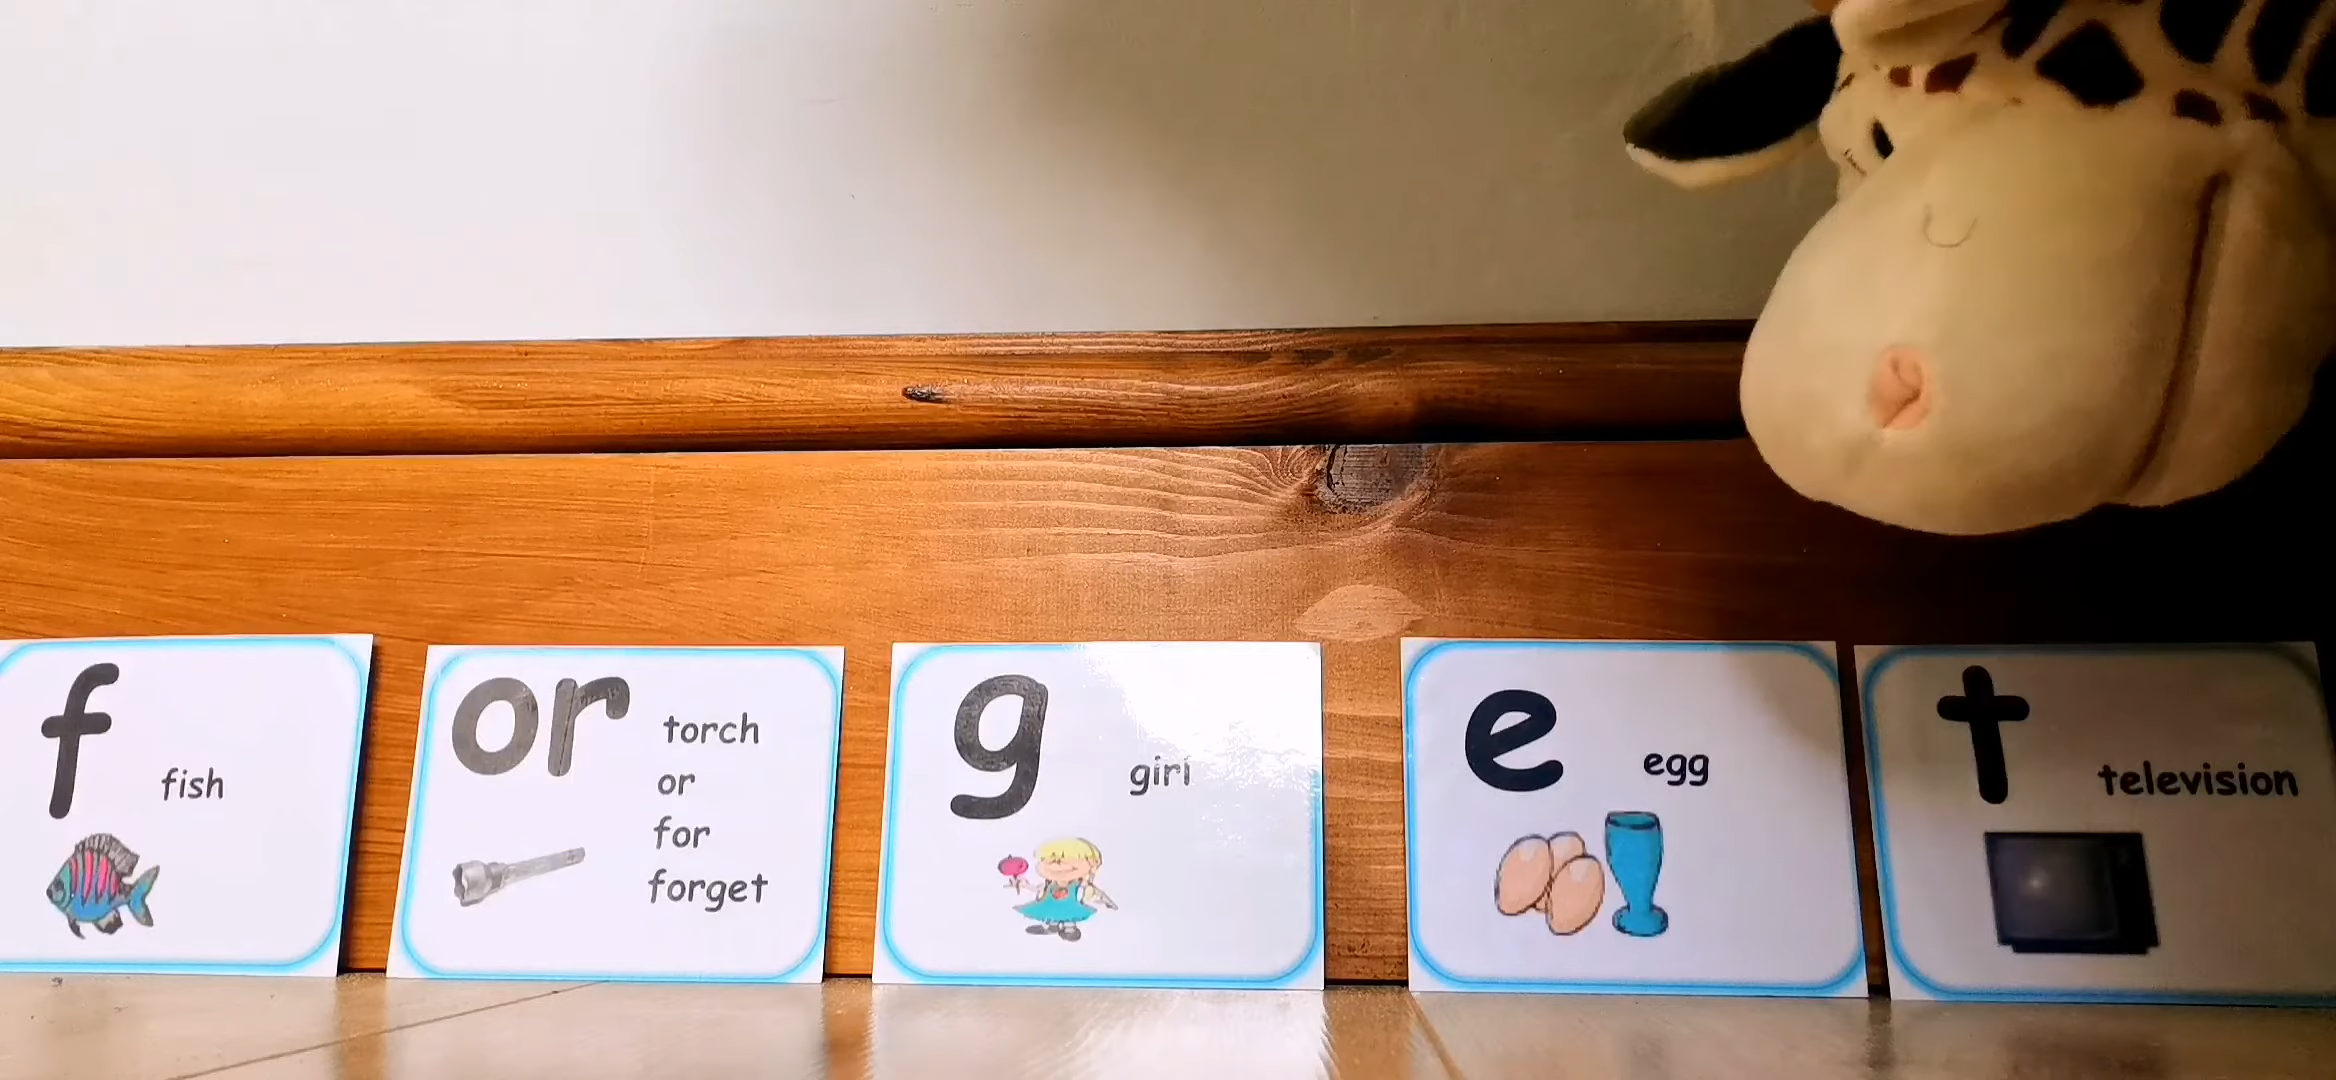 f
fish
or
torch
or
for
forget
g
girl
e
egg
t
television